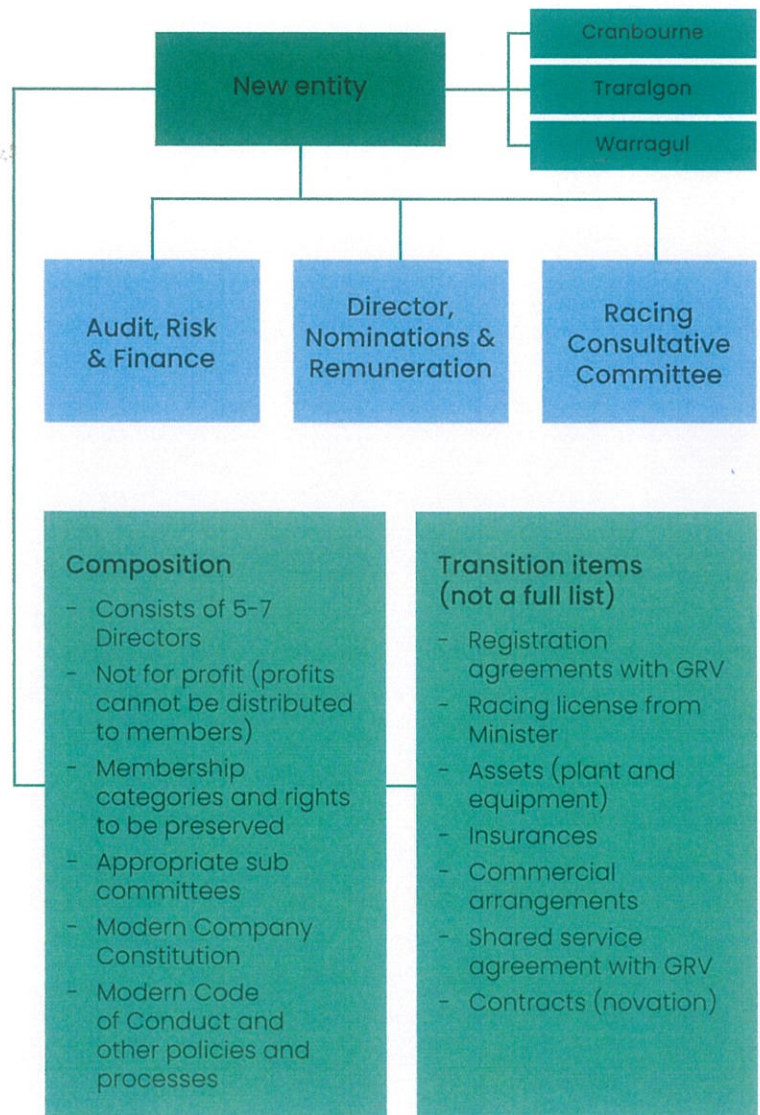 New entity
Cranbourne
Traralgon
Warragul
Audit, Risk
& Finance
Director,
Nominations &
Remuneration
Racing
Consultative
Committee
Composition
- Consists of 5-7
Directors
- Not for profit (profits
cannot be distributed
to members)
- Membership
categories and rights
to be preserved
- Appropriate sub
committees
- Modern Company
Constitution
- Modern Code
of Conduct and
other policies and
processes
Transition items
(not a full list)
- Registration
agreements with GRV
- Racing license from
Minister
- Assets (plant and
equipment)
- Insurances
- Commercial
arrangements
- Shared service
agreement with GRV
- Contracts (novation)